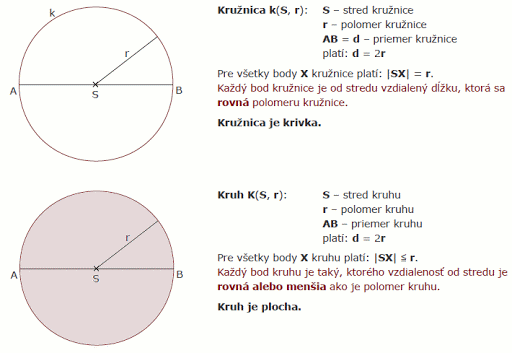 k
r
A
S
B
Kružnica k(S, r): S – stred kružnice
r – polomer kružnice
AB = d – priemer kružnice
platí: d = 2r
Pre všetky body X kružnice platí: |SX| = r.
Každý bod kružnice je od stredu vzdialený dĺžku, ktorá sa
rovná polomeru kružnice.
Kružnica je krivka.
r
A
S
B
Kruh K(S, r): S – stred kruhu
r – polomer kruhu
AB – priemer kruhu
platí: d = 2r
Pre všetky body X kruhu platí: |SX| ≦ r.
Každý bod kruhu je taký, ktorého vzdialenosť od stredu je
rovná alebo menšia ako je polomer kruhu.
Kruh je plocha.